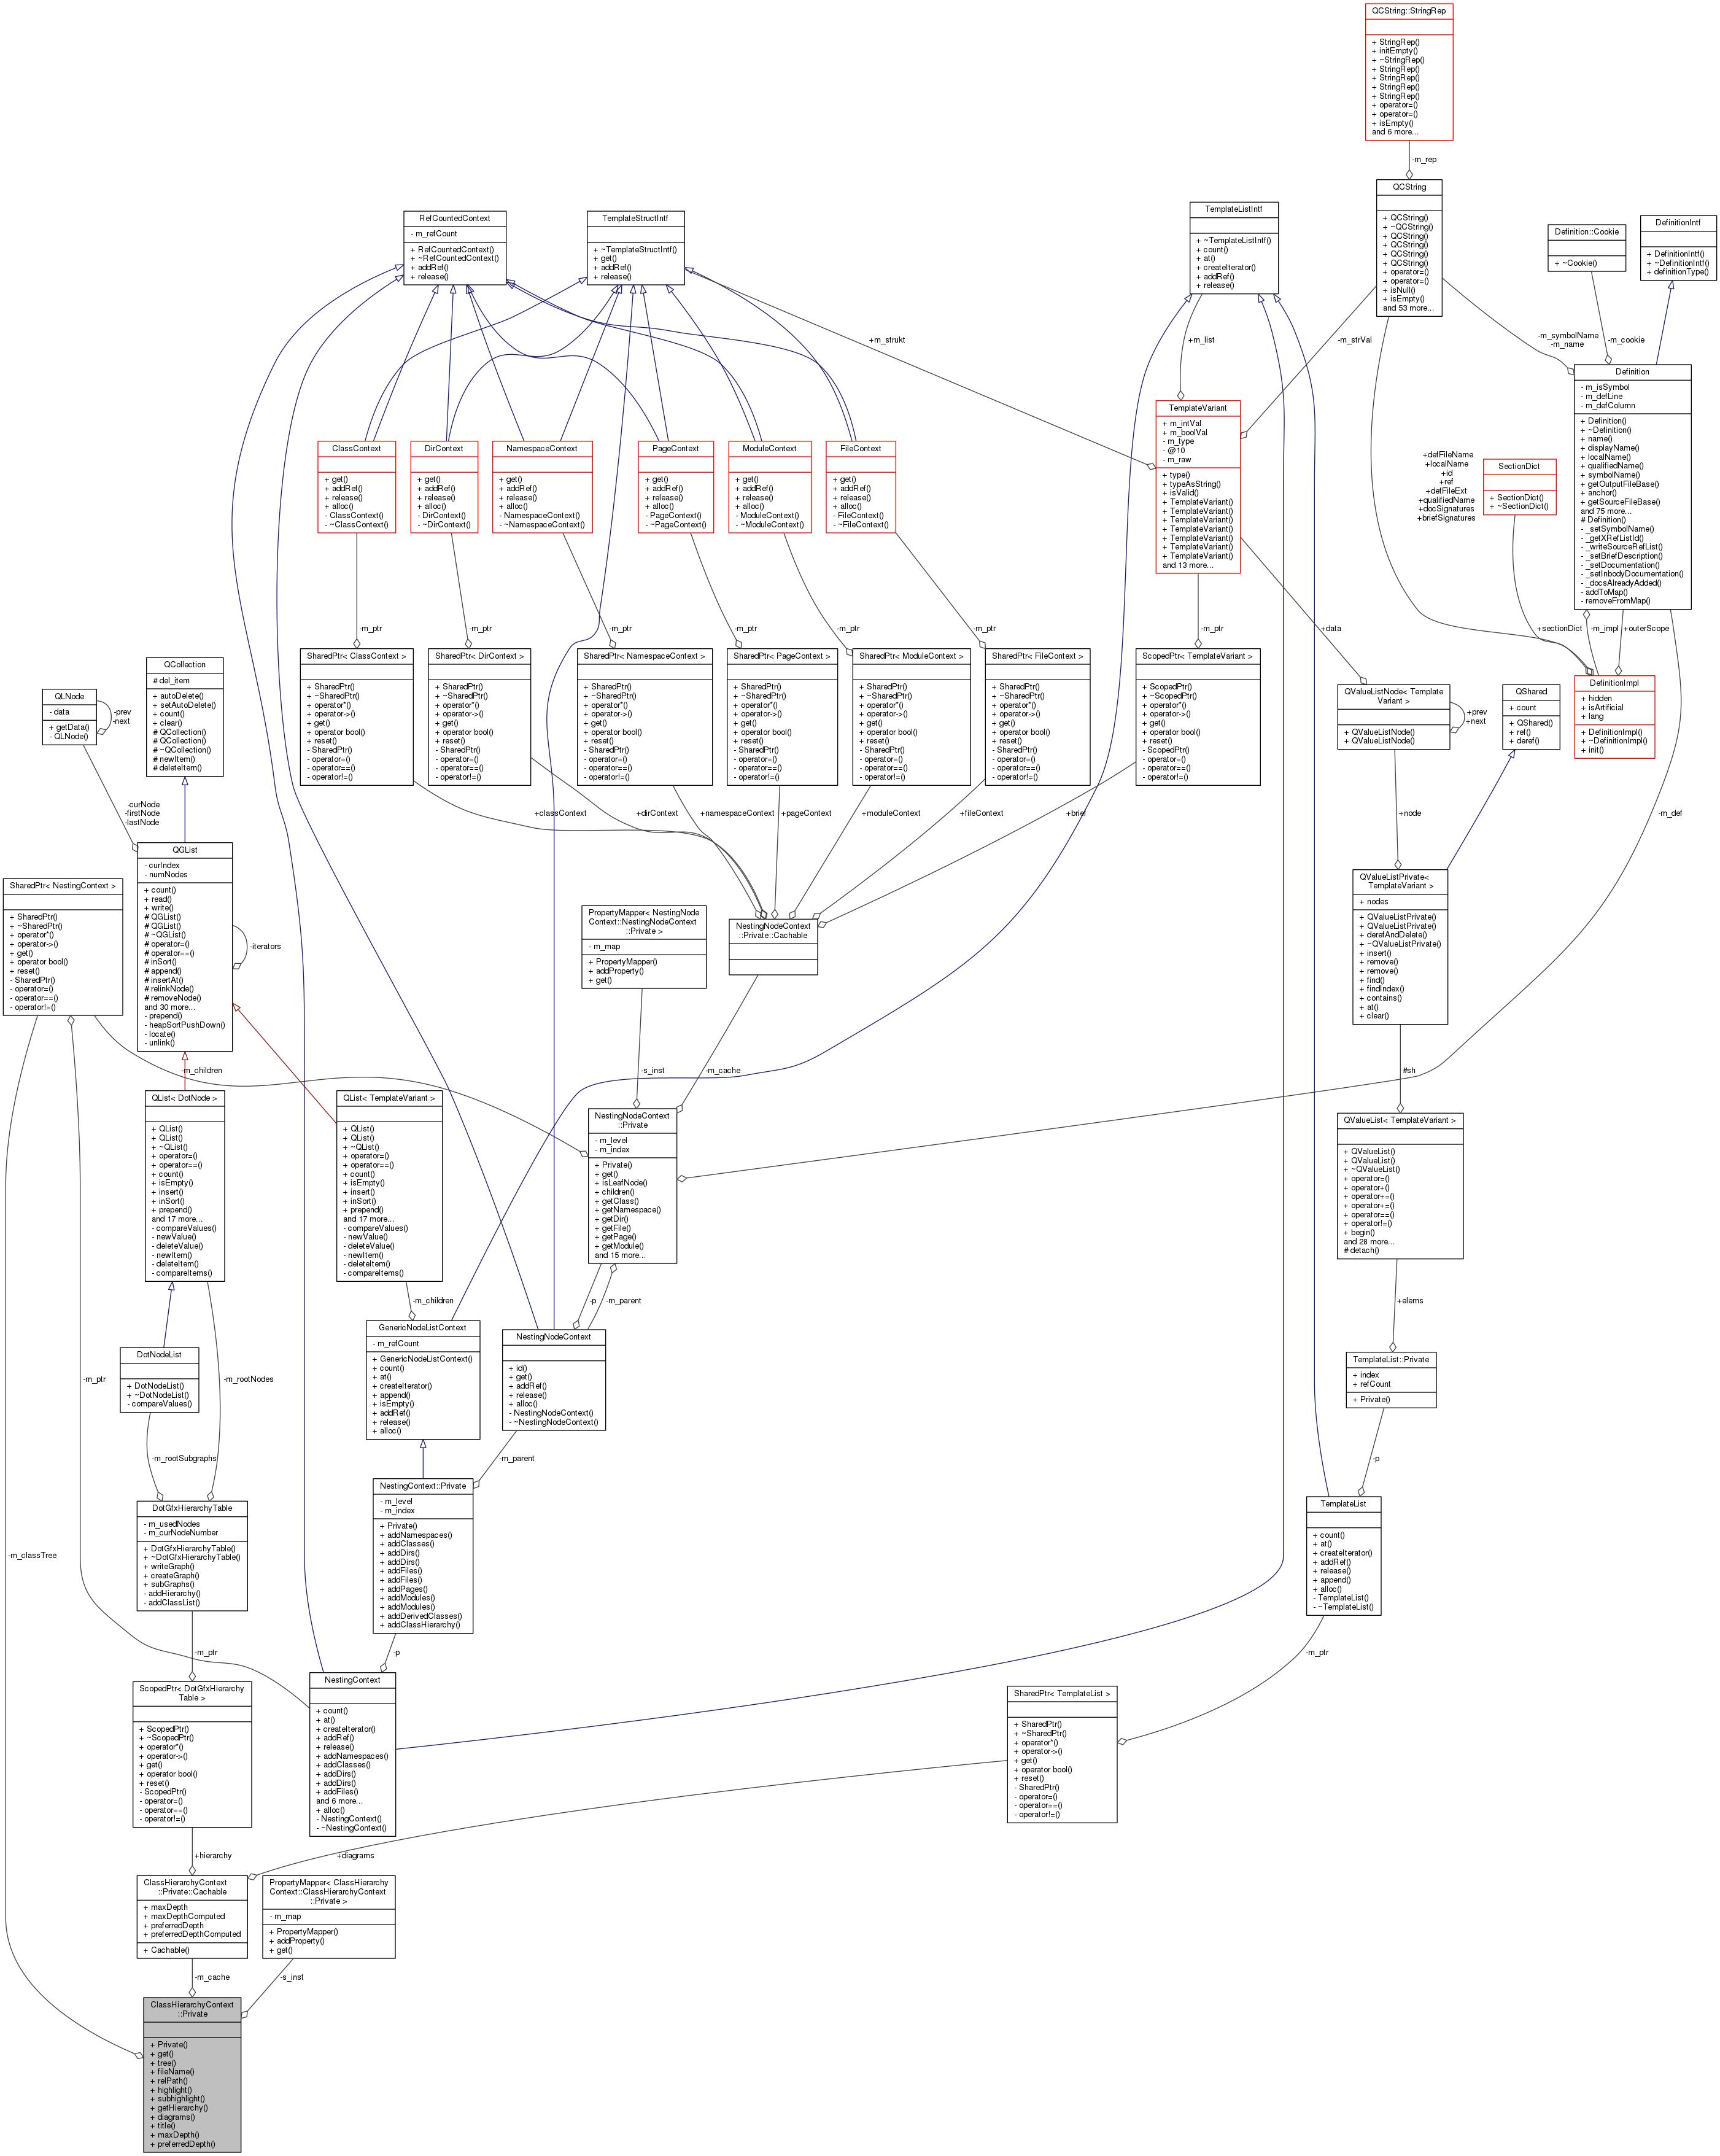 QCString::StringRep
+ StringRep()
+ initEmpty()
+ ~StringRep()
+ StringRep()
+ StringRep()
+ StringRep()
+ StringRep()
+ operator=()
+ operator=()
+ isEmpty()
and 6 more...
-m_rep
QCString
+ QCString()
+ ~QCString()
+ QCString()
+ QCString()
+ QCString()
+ QCString()
+ operator=()
+ operator=()
+ isNull()
+ isEmpty()
and 53 more...
RefCountedContext
- m_refCount
+ RefCountedContext()
+ ~RefCountedContext()
+ addRef()
+ release()
TemplateStructIntf
+ ~TemplateStructIntf()
+ get()
+ addRef()
+ release()
TemplateListIntf
+ ~TemplateListIntf()
+ count()
+ at()
+ createIterator()
+ addRef()
+ release()
Definition::Cookie
+ ~Cookie()
DefinitionIntf
+ DefinitionIntf()
+ ~DefinitionIntf()
+ definitionType()
+m_strukt
+m_list
-m_strVal
-m_symbolName
-m_name
-m_cookie
Definition
- m_isSymbol
- m_defLine
- m_defColumn
+ Definition()
+ ~Definition()
+ name()
+ displayName()
+ localName()
+ qualifiedName()
+ symbolName()
+ getOutputFileBase()
+ anchor()
+ getSourceFileBase()
and 75 more...
# Definition()
- _setSymbolName()
- _getXRefListId()
- _writeSourceRefList()
- _setBriefDescription()
- _setDocumentation()
- _setInbodyDocumentation()
- _docsAlreadyAdded()
- addToMap()
- removeFromMap()
TemplateVariant
+ m_intVal
+ m_boolVal
- m_type
- @10
- m_raw
+ type()
+ typeAsString()
+ isValid()
+ TemplateVariant()
+ TemplateVariant()
+ TemplateVariant()
+ TemplateVariant()
+ TemplateVariant()
+ TemplateVariant()
+ TemplateVariant()
and 13 more...
ClassContext
+ get()
+ addRef()
+ release()
+ alloc()
- ClassContext()
- ~ClassContext()
DirContext
+ get()
+ addRef()
+ release()
+ alloc()
- DirContext()
- ~DirContext()
NamespaceContext
+ get()
+ addRef()
+ release()
+ alloc()
- NamespaceContext()
- ~NamespaceContext()
PageContext
+ get()
+ addRef()
+ release()
+ alloc()
- PageContext()
- ~PageContext()
ModuleContext
+ get()
+ addRef()
+ release()
+ alloc()
- ModuleContext()
- ~ModuleContext()
FileContext
+ get()
+ addRef()
+ release()
+ alloc()
- FileContext()
- ~FileContext()
+defFileName
+localName
+id
+ref
+defFileExt
+qualifiedName
+docSignatures
+briefSignatures
SectionDict
+ SectionDict()
+ ~SectionDict()
-m_ptr
-m_ptr
-m_ptr
-m_ptr
-m_ptr
-m_ptr
-m_ptr
+data
+sectionDict
-m_impl
+outerScope
SharedPtr< ClassContext >
+ SharedPtr()
+ ~SharedPtr()
+ operator*()
+ operator->()
+ get()
+ operator bool()
+ reset()
- SharedPtr()
- operator=()
- operator==()
- operator!=()
SharedPtr< DirContext >
+ SharedPtr()
+ ~SharedPtr()
+ operator*()
+ operator->()
+ get()
+ operator bool()
+ reset()
- SharedPtr()
- operator=()
- operator==()
- operator!=()
SharedPtr< NamespaceContext >
+ SharedPtr()
+ ~SharedPtr()
+ operator*()
+ operator->()
+ get()
+ operator bool()
+ reset()
- SharedPtr()
- operator=()
- operator==()
- operator!=()
SharedPtr< PageContext >
+ SharedPtr()
+ ~SharedPtr()
+ operator*()
+ operator->()
+ get()
+ operator bool()
+ reset()
- SharedPtr()
- operator=()
- operator==()
- operator!=()
SharedPtr< ModuleContext >
+ SharedPtr()
+ ~SharedPtr()
+ operator*()
+ operator->()
+ get()
+ operator bool()
+ reset()
- SharedPtr()
- operator=()
- operator==()
- operator!=()
SharedPtr< FileContext >
+ SharedPtr()
+ ~SharedPtr()
+ operator*()
+ operator->()
+ get()
+ operator bool()
+ reset()
- SharedPtr()
- operator=()
- operator==()
- operator!=()
ScopedPtr< TemplateVariant >
+ ScopedPtr()
+ ~ScopedPtr()
+ operator*()
+ operator->()
+ get()
+ operator bool()
+ reset()
- ScopedPtr()
- operator=()
- operator==()
- operator!=()
QValueListNode< Template
Variant >
+ QValueListNode()
+ QValueListNode()
+prev
+next
QShared
+ count
+ QShared()
+ ref()
+ deref()
DefinitionImpl
+ hidden
+ isArtificial
+ lang
+ DefinitionImpl()
+ ~DefinitionImpl()
+ init()
QCollection
# del_item
+ autoDelete()
+ setAutoDelete()
+ count()
+ clear()
# QCollection()
# QCollection()
# ~QCollection()
# newItem()
# deleteItem()
QLNode
- data
+ getData()
- QLNode()
-prev
-next
-curNode
-firstNode
-lastNode
+classContext
+dirContext
+namespaceContext
+pageContext
+moduleContext
+fileContext
+brief
+node
-m_def
QGList
- curIndex
- numNodes
+ count()
+ read()
+ write()
# QGList()
# QGList()
# ~QGList()
# operator=()
# operator==()
# inSort()
# append()
# insertAt()
# relinkNode()
# removeNode()
and 30 more...
- prepend()
- heapSortPushDown()
- locate()
- unlink()
-iterators
SharedPtr< NestingContext >
+ SharedPtr()
+ ~SharedPtr()
+ operator*()
+ operator->()
+ get()
+ operator bool()
+ reset()
- SharedPtr()
- operator=()
- operator==()
- operator!=()
PropertyMapper< NestingNode
Context::NestingNodeContext
::Private >
- m_map
+ PropertyMapper()
+ addProperty()
+ get()
NestingNodeContext
::Private::Cachable
QValueListPrivate<
TemplateVariant >
+ nodes
+ QValueListPrivate()
+ QValueListPrivate()
+ derefAndDelete()
+ ~QValueListPrivate()
+ insert()
+ remove()
+ remove()
+ find()
+ findIndex()
+ contains()
+ at()
+ clear()
-m_children
-s_inst
-m_cache
#sh
QList< DotNode >
+ QList()
+ QList()
+ ~QList()
+ operator=()
+ operator==()
+ count()
+ isEmpty()
+ insert()
+ inSort()
+ prepend()
and 17 more...
- compareValues()
- newValue()
- deleteValue()
- newItem()
- deleteItem()
- compareItems()
QList< TemplateVariant >
+ QList()
+ QList()
+ ~QList()
+ operator=()
+ operator==()
+ count()
+ isEmpty()
+ insert()
+ inSort()
+ prepend()
and 17 more...
- compareValues()
- newValue()
- deleteValue()
- newItem()
- deleteItem()
- compareItems()
NestingNodeContext
::Private
- m_level
- m_index
+ Private()
+ get()
+ isLeafNode()
+ children()
+ getClass()
+ getNamespace()
+ getDir()
+ getFile()
+ getPage()
+ getModule()
and 15 more...
QValueList< TemplateVariant >
+ QValueList()
+ QValueList()
+ ~QValueList()
+ operator=()
+ operator+()
+ operator+=()
+ operator+=()
+ operator==()
+ operator!=()
+ begin()
and 28 more...
# detach()
-m_children
-p
-m_parent
+elems
DotNodeList
+ DotNodeList()
+ ~DotNodeList()
- compareValues()
-m_ptr
-m_rootNodes
GenericNodeListContext
- m_refCount
+ GenericNodeListContext()
+ count()
+ at()
+ createIterator()
+ append()
+ isEmpty()
+ addRef()
+ release()
+ alloc()
NestingNodeContext
+ id()
+ get()
+ addRef()
+ release()
+ alloc()
- NestingNodeContext()
- ~NestingNodeContext()
TemplateList::Private
+ index
+ refCount
+ Private()
-m_rootSubgraphs
-m_parent
-p
DotGfxHierarchyTable
- m_usedNodes
- m_curNodeNumber
+ DotGfxHierarchyTable()
+ ~DotGfxHierarchyTable()
+ writeGraph()
+ createGraph()
+ subGraphs()
- addHierarchy()
- addClassList()
NestingContext::Private
- m_level
- m_index
+ Private()
+ addNamespaces()
+ addClasses()
+ addDirs()
+ addDirs()
+ addFiles()
+ addFiles()
+ addPages()
+ addModules()
+ addModules()
+ addDerivedClasses()
+ addClassHierarchy()
TemplateList
+ count()
+ at()
+ createIterator()
+ addRef()
+ release()
+ append()
+ alloc()
- TemplateList()
- ~TemplateList()
-m_classTree
-m_ptr
-p
-m_ptr
ScopedPtr< DotGfxHierarchy
Table >
+ ScopedPtr()
+ ~ScopedPtr()
+ operator*()
+ operator->()
+ get()
+ operator bool()
+ reset()
- ScopedPtr()
- operator=()
- operator==()
- operator!=()
NestingContext
+ count()
+ at()
+ createIterator()
+ addRef()
+ release()
+ addNamespaces()
+ addClasses()
+ addDirs()
+ addDirs()
+ addFiles()
and 6 more...
+ alloc()
- NestingContext()
- ~NestingContext()
SharedPtr< TemplateList >
+ SharedPtr()
+ ~SharedPtr()
+ operator*()
+ operator->()
+ get()
+ operator bool()
+ reset()
- SharedPtr()
- operator=()
- operator==()
- operator!=()
+hierarchy
+diagrams
ClassHierarchyContext
::Private::Cachable
+ maxDepth
+ maxDepthComputed
+ preferredDepth
+ preferredDepthComputed
+ Cachable()
PropertyMapper< ClassHierarchy
Context::ClassHierarchyContext
::Private >
- m_map
+ PropertyMapper()
+ addProperty()
+ get()
-m_cache
-s_inst
ClassHierarchyContext
::Private
+ Private()
+ get()
+ tree()
+ fileName()
+ relPath()
+ highlight()
+ subhighlight()
+ getHierarchy()
+ diagrams()
+ title()
+ maxDepth()
+ preferredDepth()